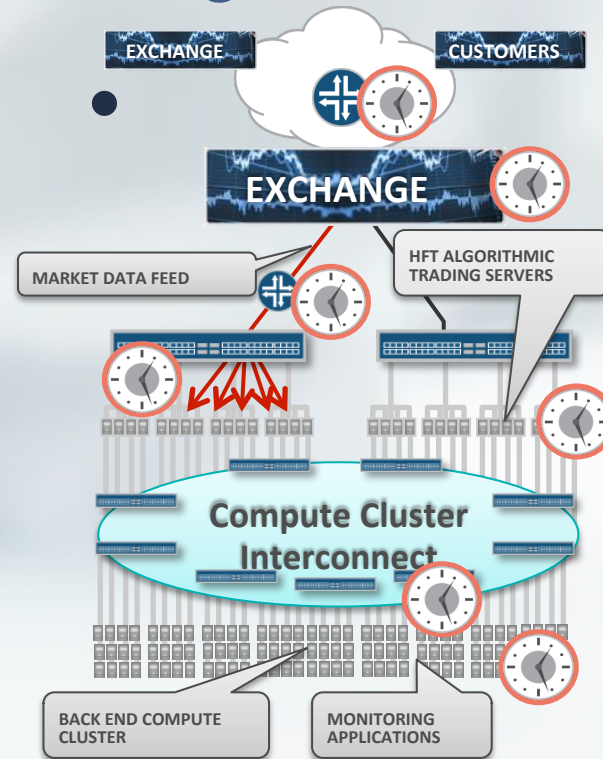 EXCHANGE
CUSTOMERS
EXCHANGE
MARKET DATA FEED
HFT ALGORITHMIC
TRADING SERVERS
Compute Cluster
Interconnect
BACK END COMPUTE
CLUSTER
MONITORING
APPLICATIONS